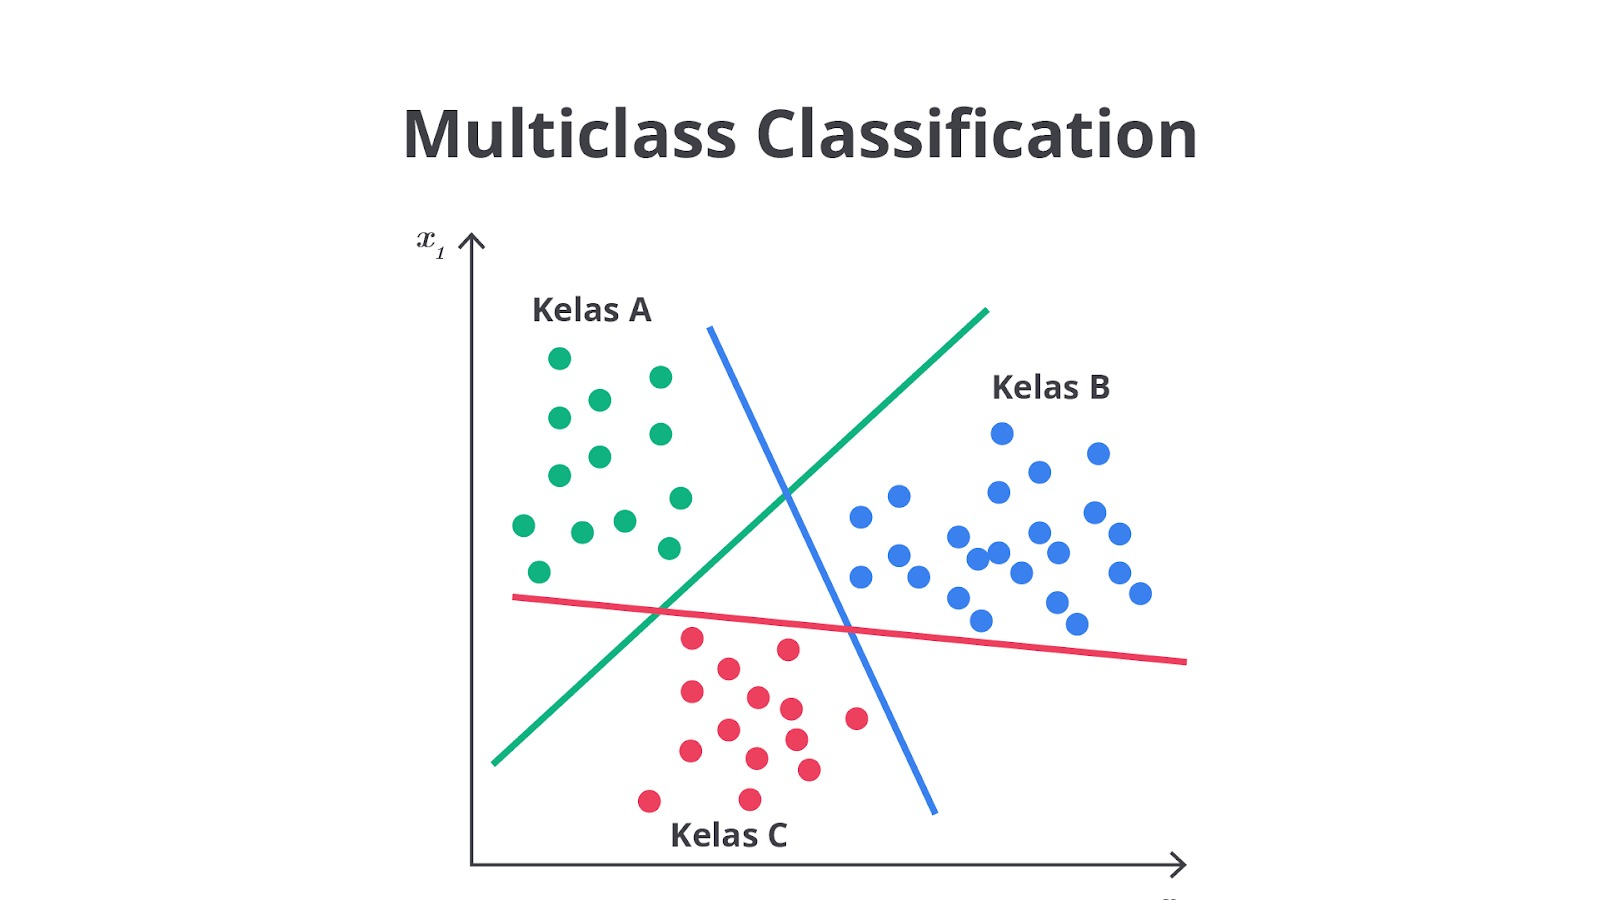 Multiclass Classification
x₁
Kelas A
Kelas B
Kelas C